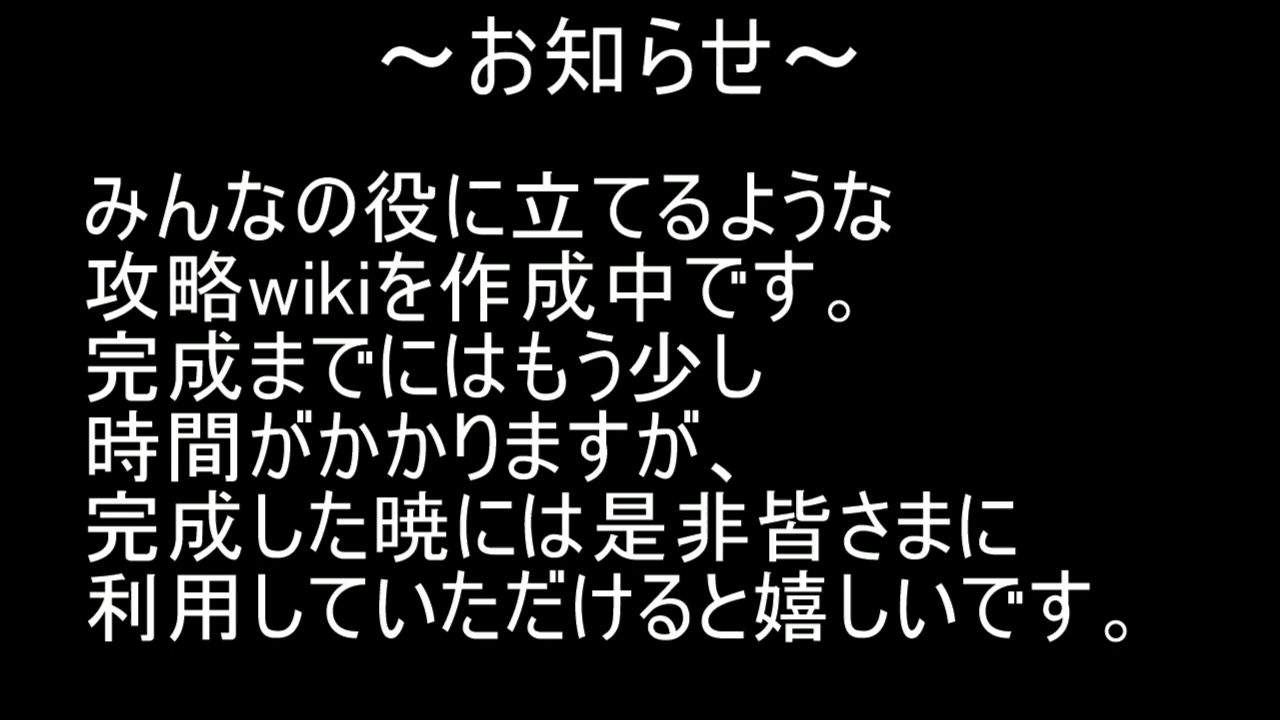 ～お知らせ～
みんなの役に立てるような
攻略wikiを作成中です。
完成までにはもう少し
時間がかかりますが、
完成した暁には是非皆さまに
利用していただけると嬉しいです。